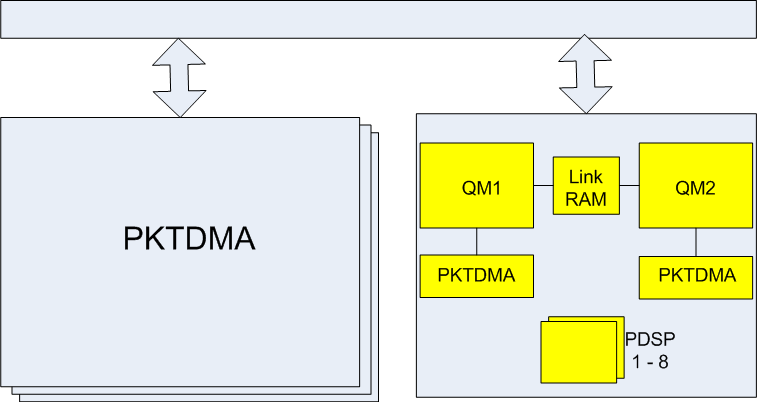 PKTDMA
QM1
Link
RAM
QM2
PKTDMA
PKTDMA
PDSP
1 - 8